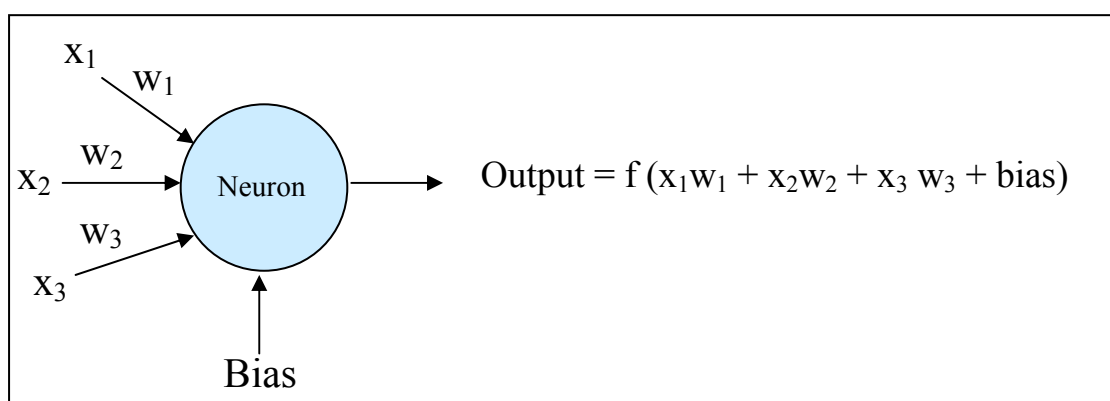 x₁
w₁
w₂
x₂
Neuron
Output = f (x₁w₁ + x₂w₂ + x₃ w₃ + bias)
w₃
x₃
Bias